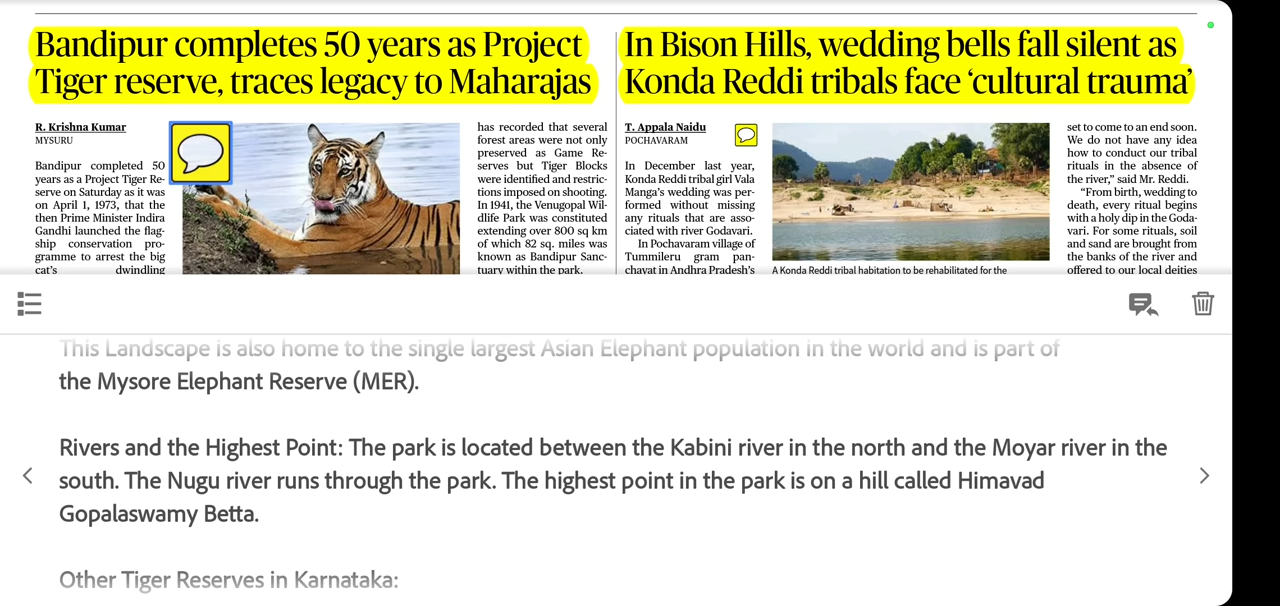 Bandipur completes 50 years as Project
Tiger reserve, traces legacy to Maharajas
R. Krishna Kumar
MYSURU
Bandipur completed 50
years as a Project Tiger Re-
serve on Saturday as it was
on April 1, 1973, that the
then Prime Minister Indira
Gandhi launched the flag-
ship conservation pro-
gramme to arrest the big
cat's dwindling
has recorded that several
forest areas were not only
preserved as Game Re-
serves but Tiger Blocks
were identified and restric-
tions imposed on shooting.
In 1941, the Venugopal Wil-
dlife Park was constituted
extending over 800 sq km
of which 82 sq. miles was
known as Bandipur Sanc-
tuary within the park.
In Bison Hills, wedding bells fall silent as
Konda Reddi tribals face ‘cultural trauma’
T. Appala Naidu
POCHAVARAM
In December last year,
Konda Reddi tribal girl Vala
Manga's wedding was per-
formed without missing
any rituals that are asso-
ciated with river Godavari.
In Pochavaram village of
Tummileru gram pan-
chayat in Andhra Pradesh's
A Konda Reddi tribal habitation to be rehabilitated for the
set to come to an end soon.
We do not have any idea
how to conduct our tribal
rituals in the absence of
the river,” said Mr. Reddi.
“From birth, wedding to
death, every ritual begins
with a holy dip in the Goda-
vari. For some rituals, soil
and sand are brought from
the banks of the river and
offered to our local deities
This Landscape is also home to the single largest Asian Elephant population in the world and is part of
the Mysore Elephant Reserve (MER).
Rivers and the Highest Point: The park is located between the Kabini river in the north and the Moyar river in the
south. The Nugu river runs through the park. The highest point in the park is on a hill called Himavad
Gopalaswamy Betta.
Other Tiger Reserves in Karnataka: